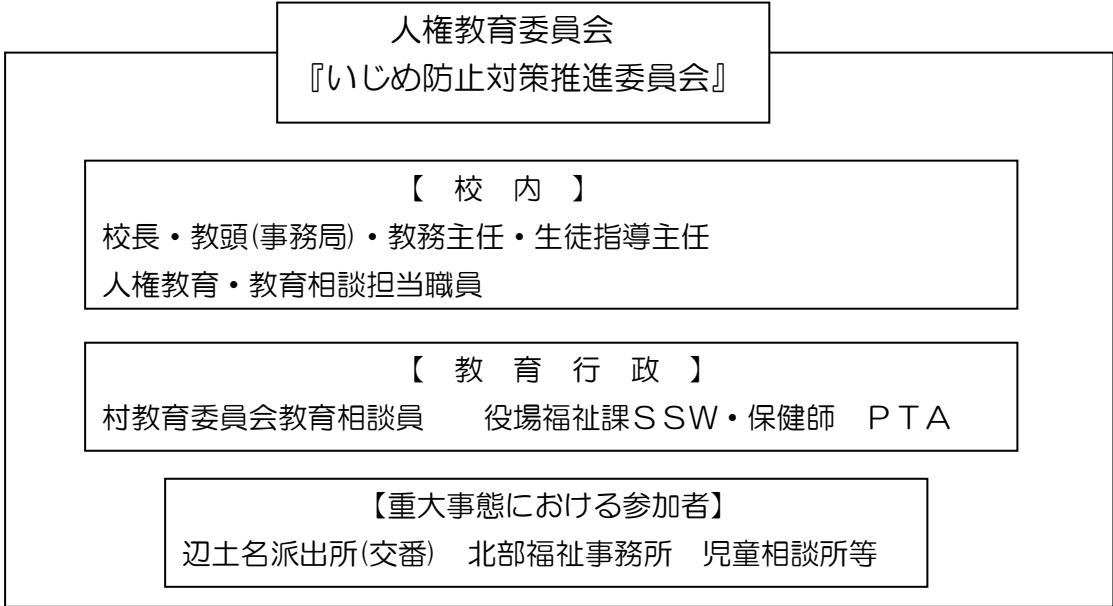 人権教育委員会
『いじめ防止対策推進委員会』
【　校　内　】
校長・教頭(事務局)・教務主任・生徒指導主任
人権教育・教育相談担当職員
【　教　育　行　政　】
村教育委員会教育相談員　　役場福祉課ＳＳＷ・保健師　ＰＴＡ
【重大事態における参加者】
辺土名派出所(交番)　北部福祉事務所　児童相談所等